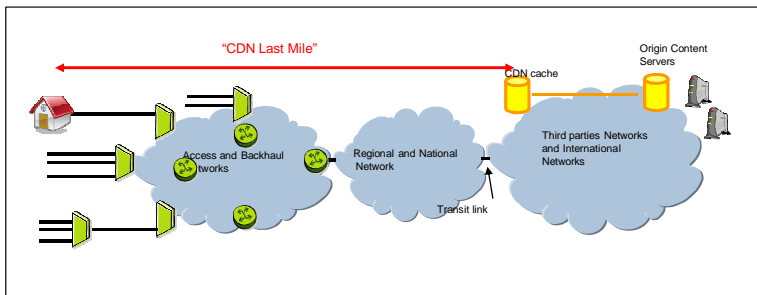 “CDN Last Mile”
Origin Content
Servers
CDN cache
Access and Backhaul
tworks
Regional and National
Network
Third parties Networks
and International
Networks
Transit link